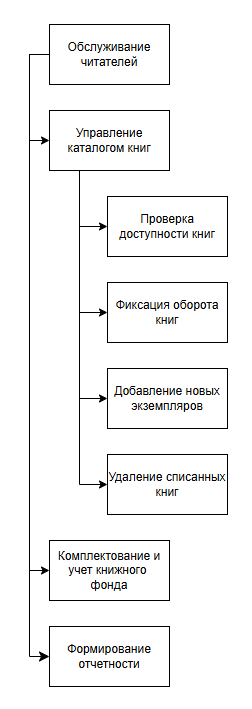 Обслуживание
читателей
Управление
каталогом книг
Проверка
доступности книг
Фиксация оборота
книг
Добавление новых
экземпляров
Удаление списанных
книг
Комплектование и
учет книжного
фонда
Формирование
отчетности